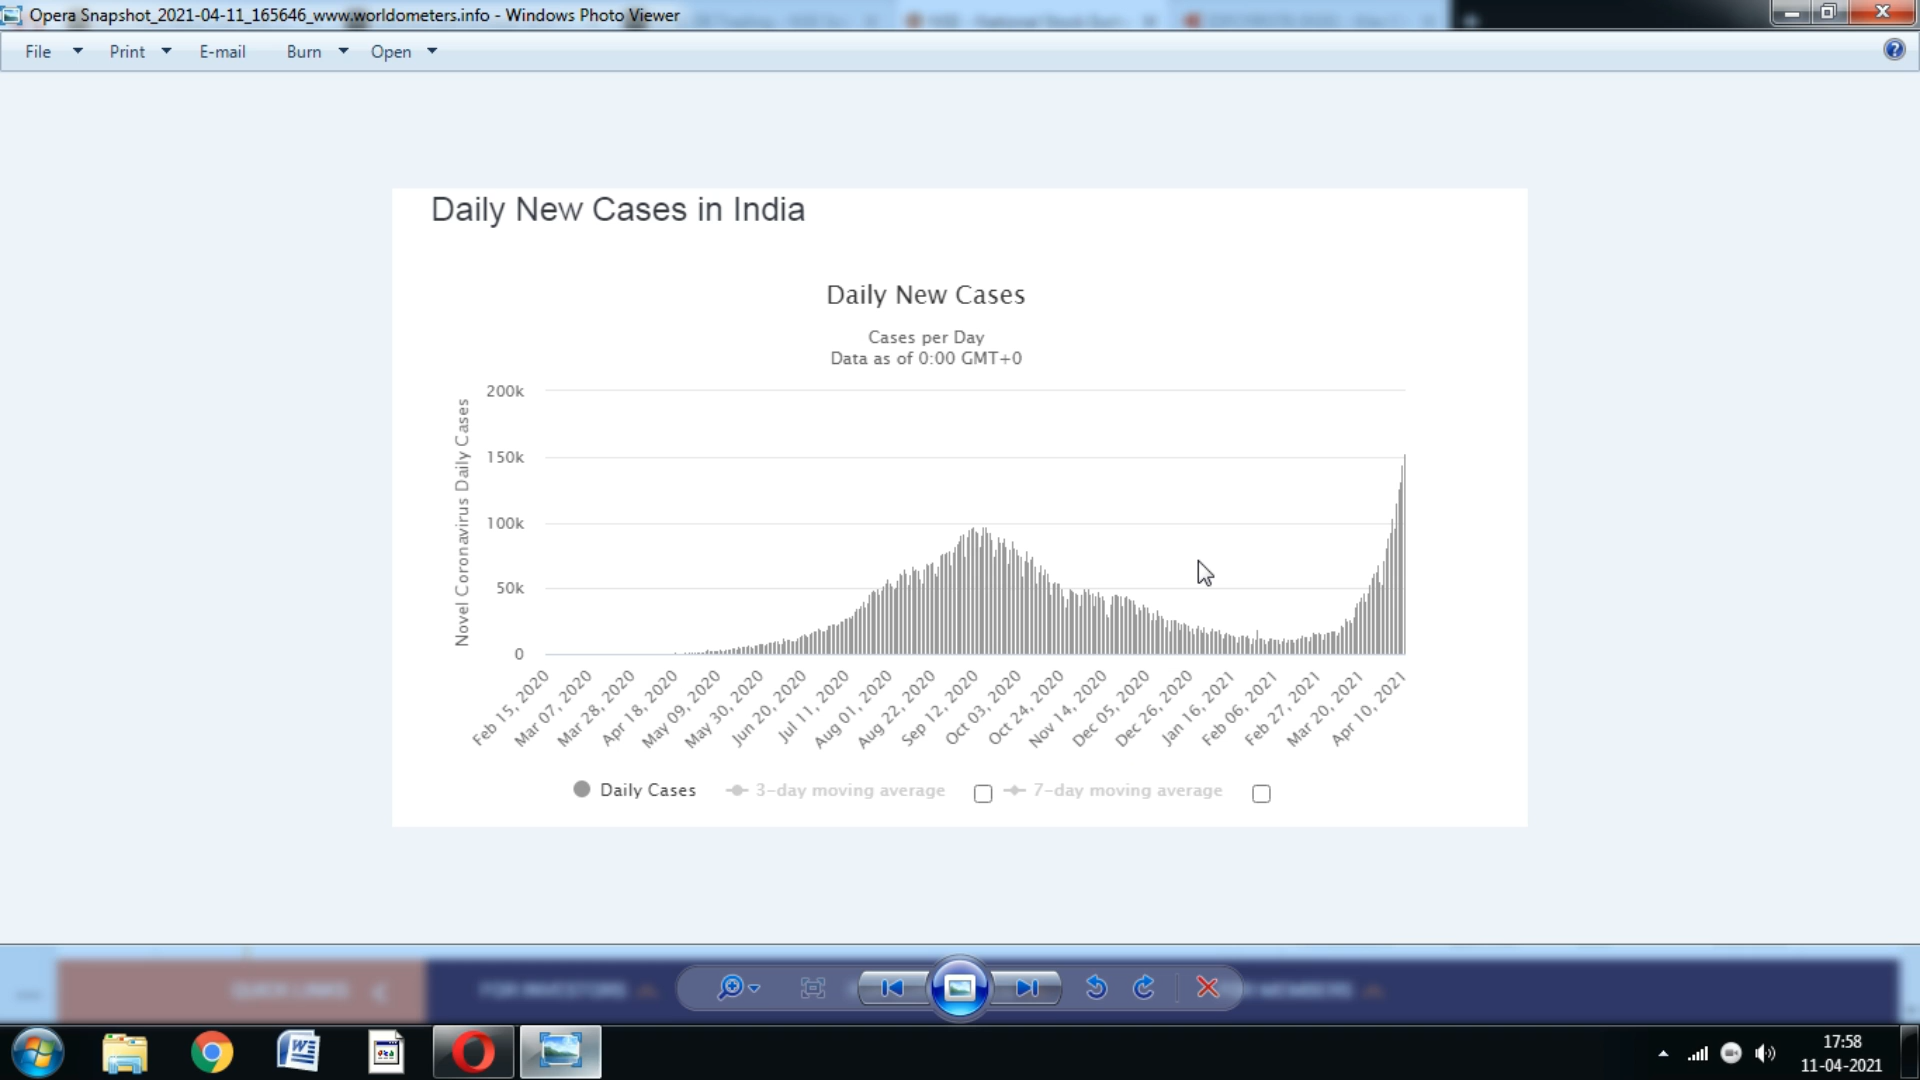 Opera Snapshot_2021-04-11_165646_www.worldometers.info - Windows Photo Viewer
File Print E-mail Burn Open
Daily New Cases in India
Daily New Cases
Cases per Day
Data as of 0:00 GMT+0
Novel Coronavirus Daily Cases
200k
150k
100k
50k
0
Feb 15, 2020
Mar 07, 2020
Mar 28, 2020
Apr 18, 2020
May 09, 2020
May 30, 2020
Jun 20, 2020
Jul 11, 2020
Aug 01, 2020
Aug 22, 2020
Sep 12, 2020
Oct 03, 2020
Oct 24, 2020
Nov 14, 2020
Dec 05, 2020
Dec 26, 2020
Jan 16, 2021
Feb 06, 2021
Feb 27, 2021
Mar 20, 2021
Apr 10, 2021
Daily Cases 3-day moving average 7-day moving average
QUICK LINKS FOR INVESTORS MEMBERS
17:58
11-04-2021